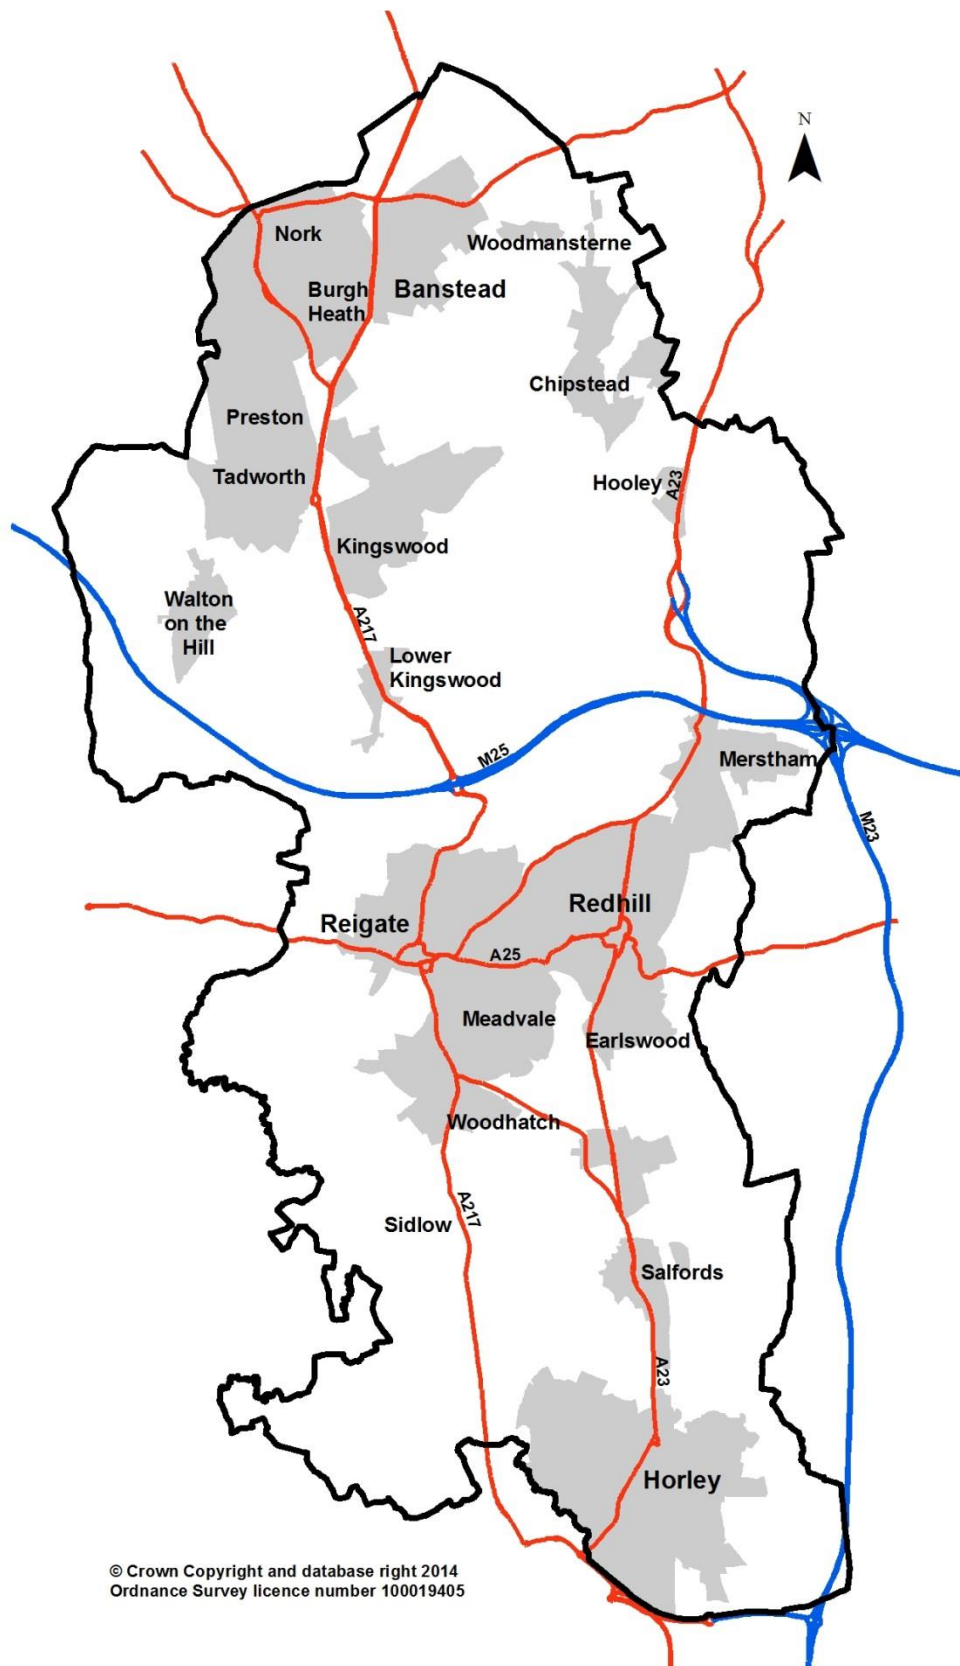 N
Nork
Woodmansterne
Burgh
Heath
Banstead
Chipstead
Preston
Tadworth
Hooley
A23
Kingswood
Walton
on the
Hill
A217
Lower
Kingswood
M25
Merstham
M23
Redhill
Reigate
A25
Meadvale
Earlswood
Woodhatch
A217
Sidlow
Salfords
A23
Horley
© Crown Copyright and database right 2014
Ordnance Survey licence number 100019405